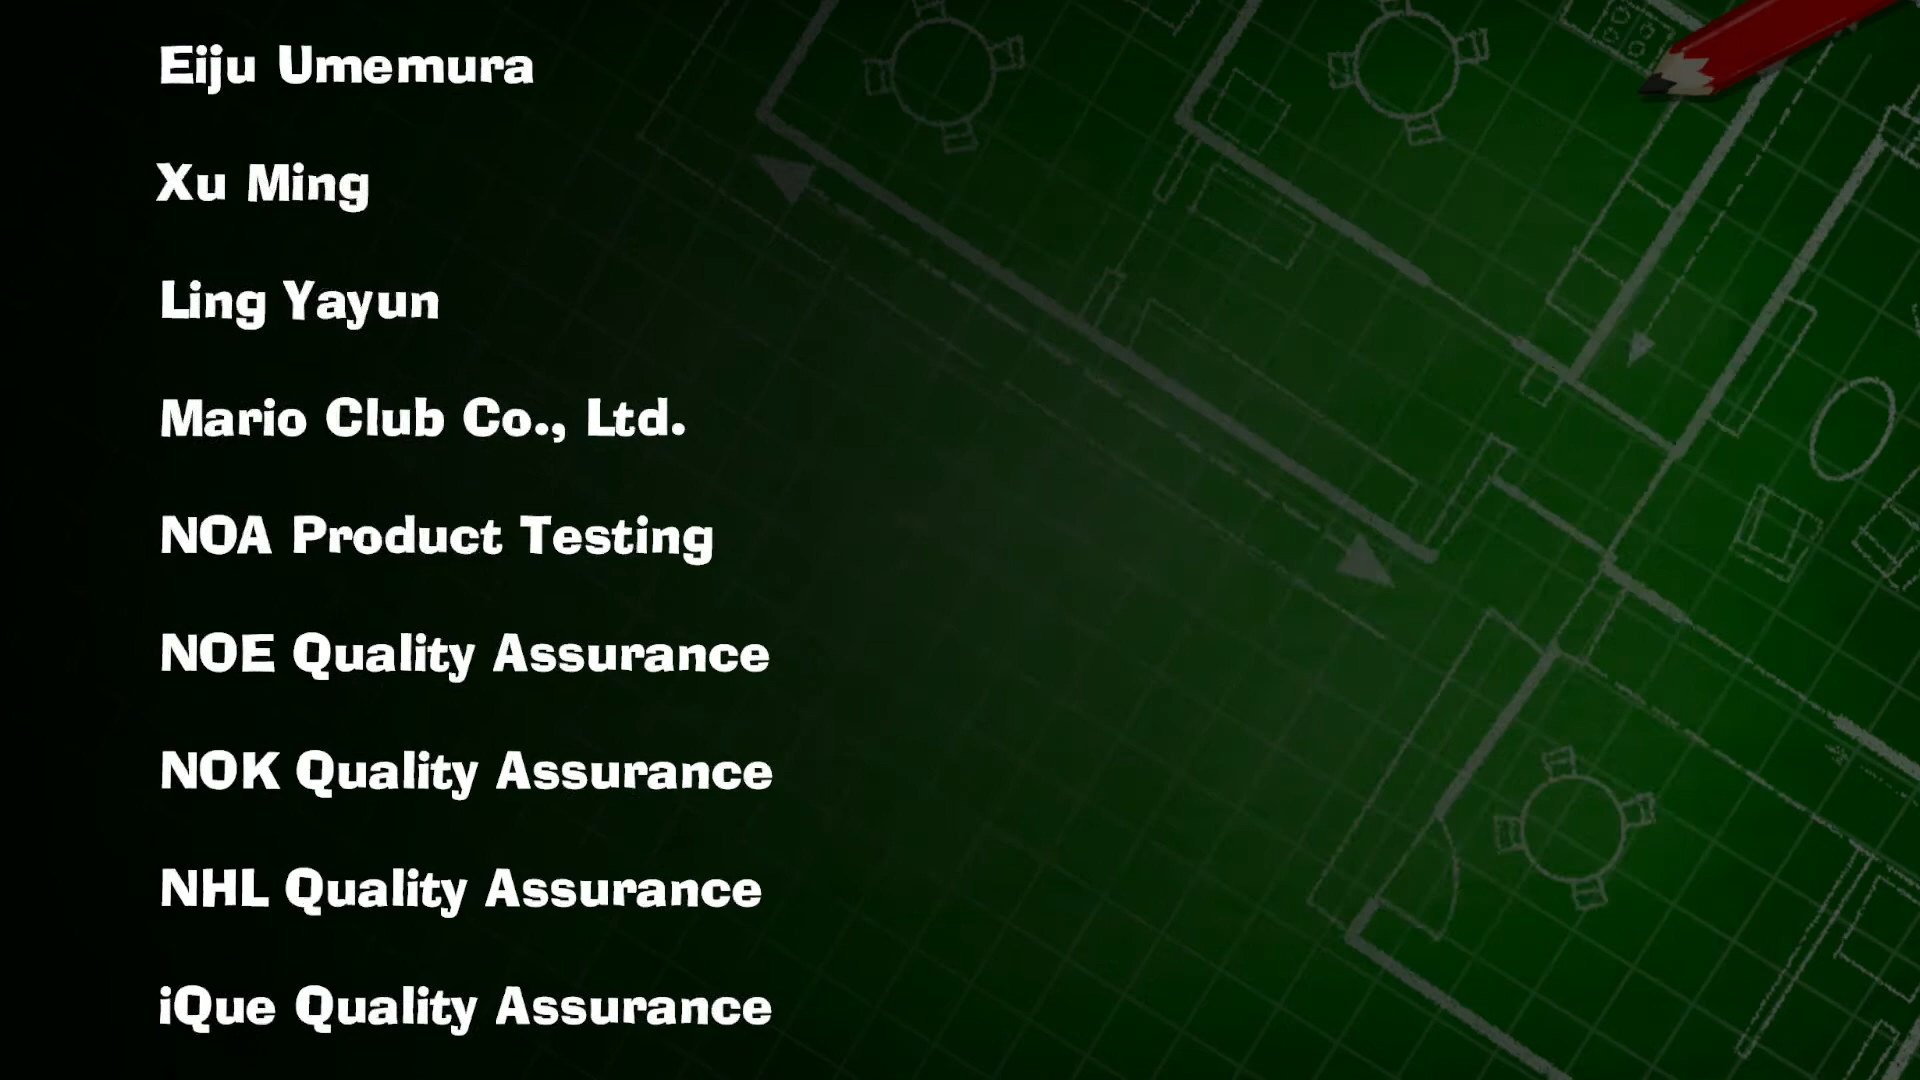 Eiju Umemura
Xu Ming
Ling Yayun
Mario Club Co., Ltd.
NOA Product Testing
NOE Quality Assurance
NOK Quality Assurance
NHL Quality Assurance
iQue Quality Assurance